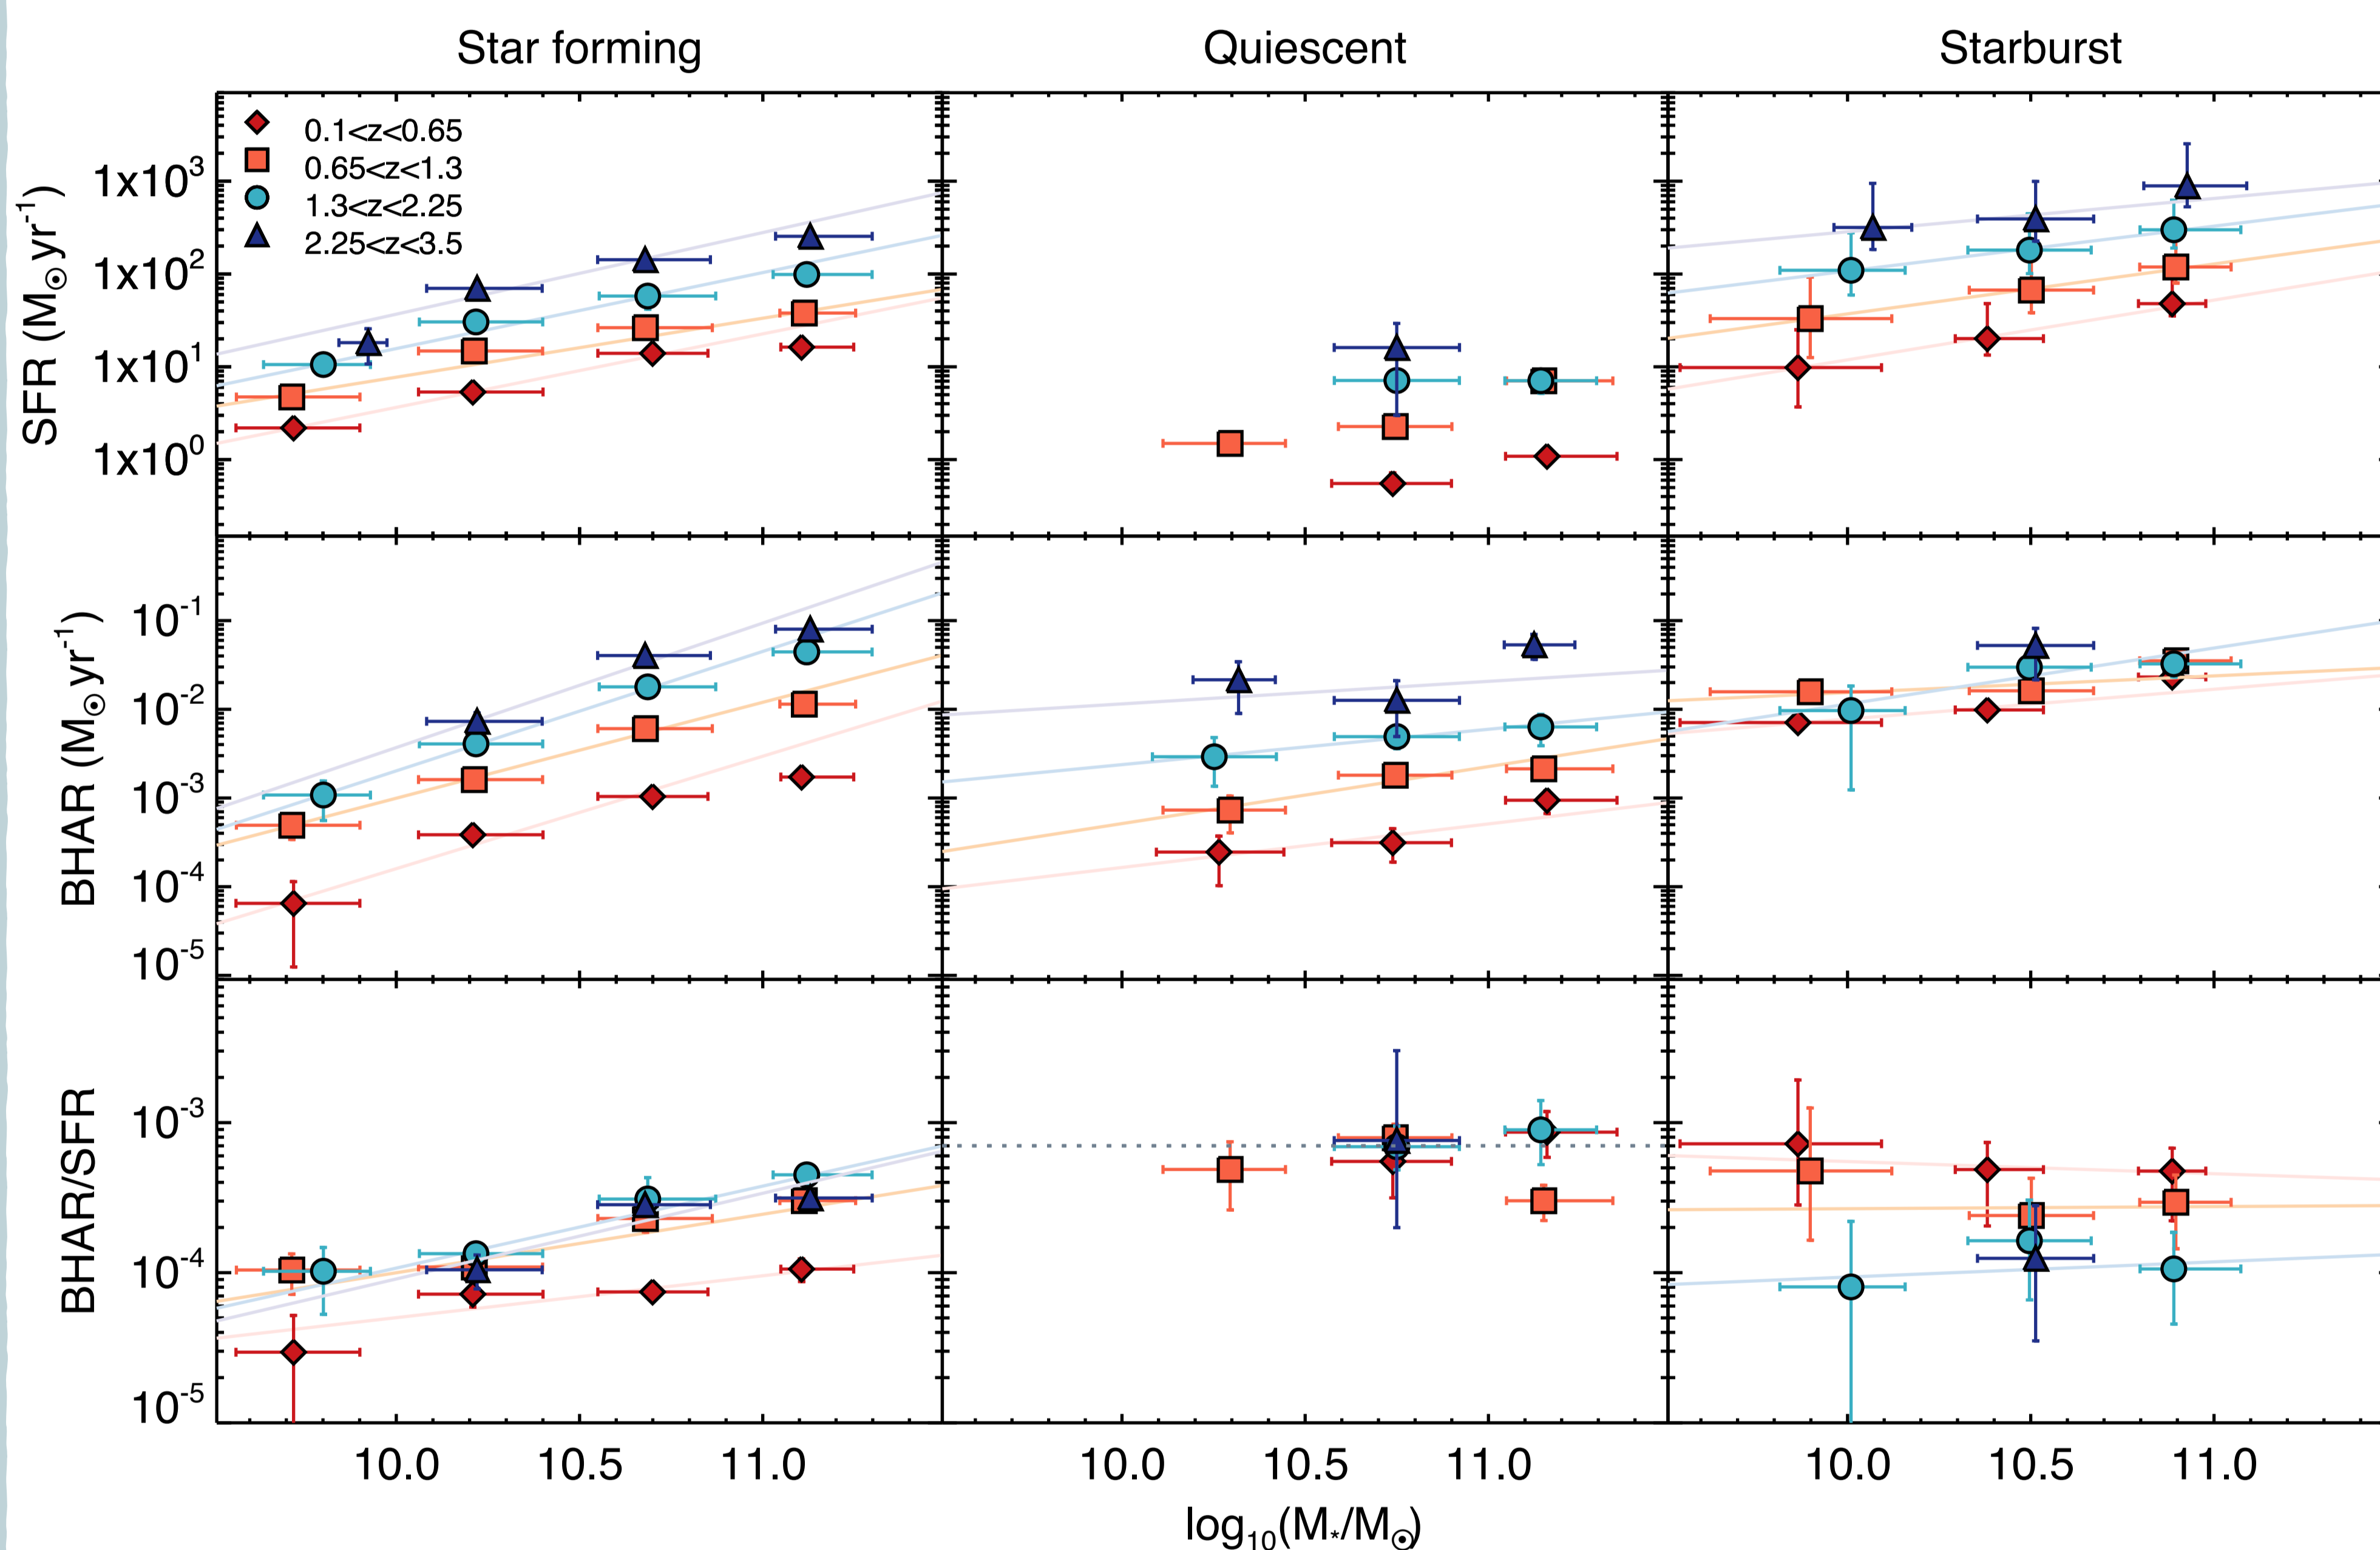 Star forming Quiescent Starburst
0.1<z<0.65
0.65<z<1.3
1.3<z<2.25
2.25<z<3.5
SFR (M☉yr⁻¹)
1x10³
1x10²
1x10¹
1x10⁰
BHAR (M☉yr⁻¹)
10⁻¹
10⁻²
10⁻³
10⁻⁴
10⁻⁵
BHAR/SFR
10⁻³
10⁻⁴
10⁻⁵
10.0 10.5 11.0 10.0 10.5 11.0 10.0 10.5 11.0
log₁₀(M*/M☉)